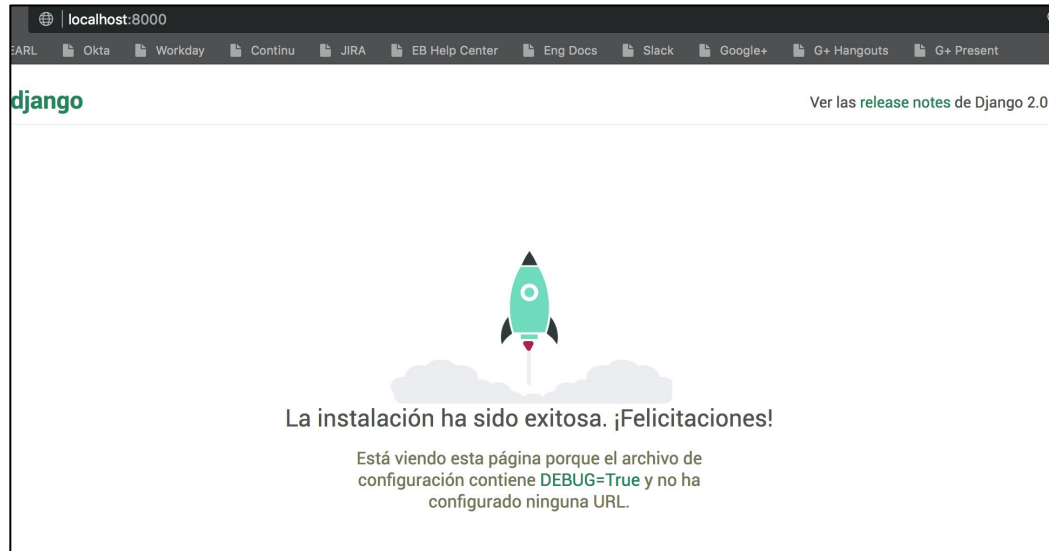 localhost:8000
EARL Okta Workday Continu JIRA EB Help Center Eng Docs Slack Google+ G+ Hangouts G+ Present
django
Ver las release notes de Django 2.0
La instalación ha sido exitosa. ¡Felicitaciones!
Está viendo esta página porque el archivo de
configuración contiene DEBUG=True y no ha
configurado ninguna URL.